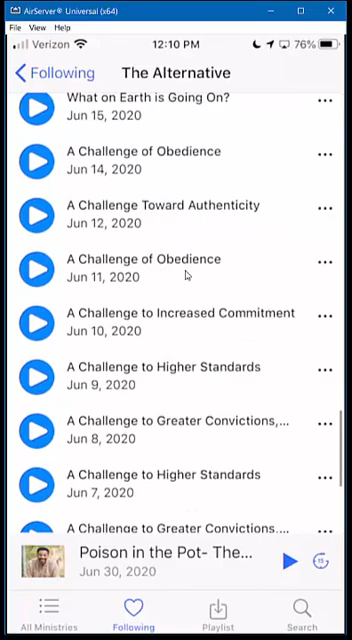 AirServer® Universal (x64)
File View Help
Verizon 12:10 PM 76%
Following The Alternative
What on Earth is Going On?
Jun 15, 2020
A Challenge of Obedience
Jun 14, 2020
A Challenge Toward Authenticity
Jun 12, 2020
A Challenge of Obedience
Jun 11, 2020
A Challenge to Increased Commitment
Jun 10, 2020
A Challenge to Higher Standards
Jun 9, 2020
A Challenge to Greater Convictions,...
Jun 8, 2020
A Challenge to Higher Standards
Jun 7, 2020
A Challenge to Greater Convictions,...
Poison in the Pot- The...
Jun 30, 2020
15
All Ministries Following Playlist Search